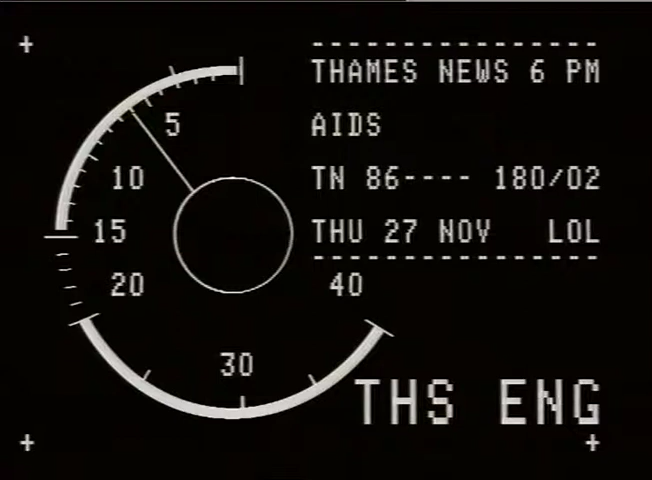 ----------------
THAMES NEWS 6 PM
AIDS
TN 86---- 180/02
THU 27 NOV LOL
----------------
5
10
15
20
30
40
THS ENG